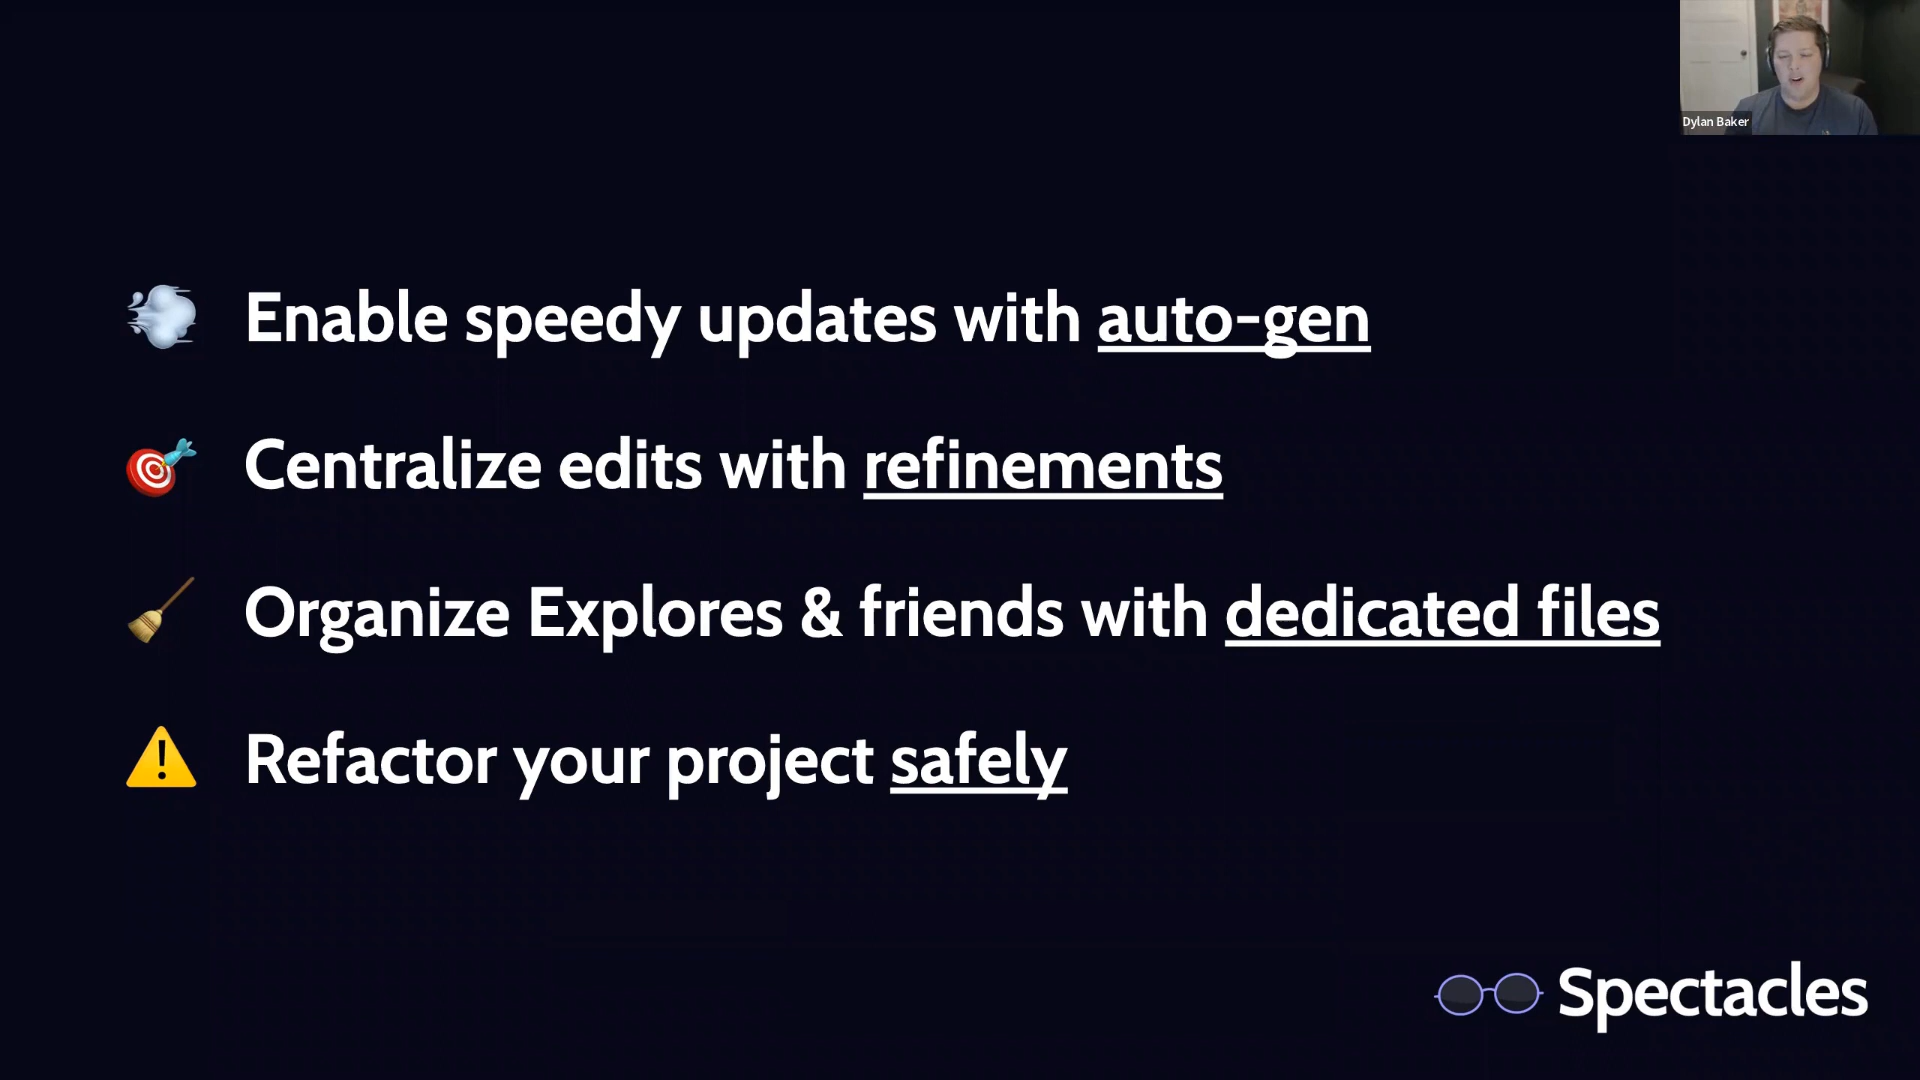 Dylan Baker
Enable speedy updates with auto-gen
Centralize edits with refinements
Organize Explores & friends with dedicated files
Refactor your project safely
Spectacles